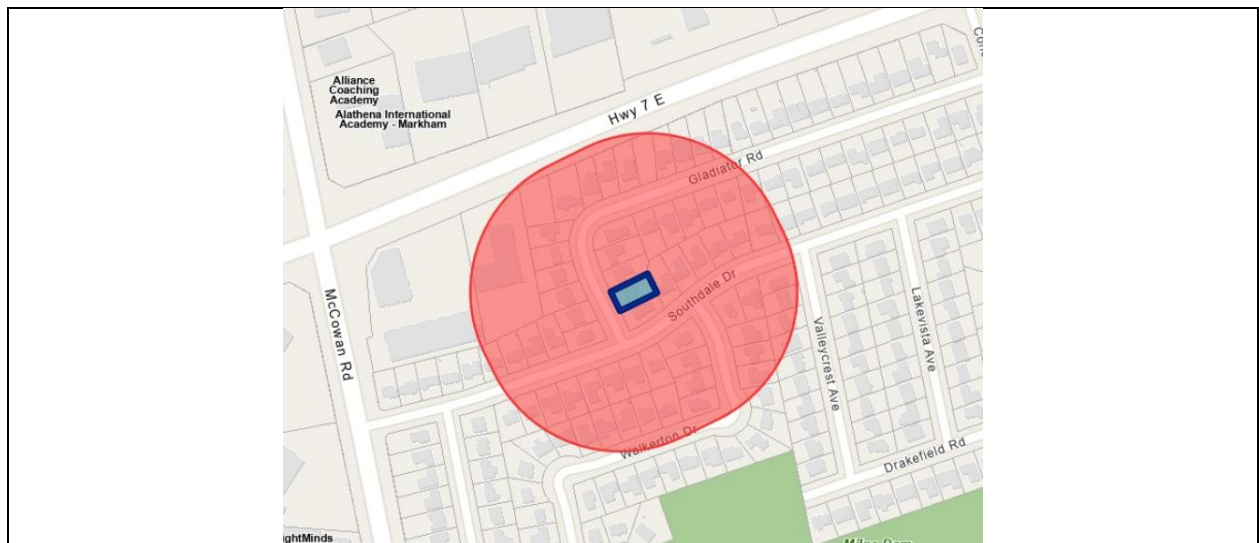 Alliance
Coaching
Academy
Alathena International
Academy - Markham
Hwy 7 E
Gladiator Rd
McCowan Rd
Southdale Dr
Valleycrest Ave
Lakevista Ave
Walkerton Dr
Drakefield Rd
ightMinds